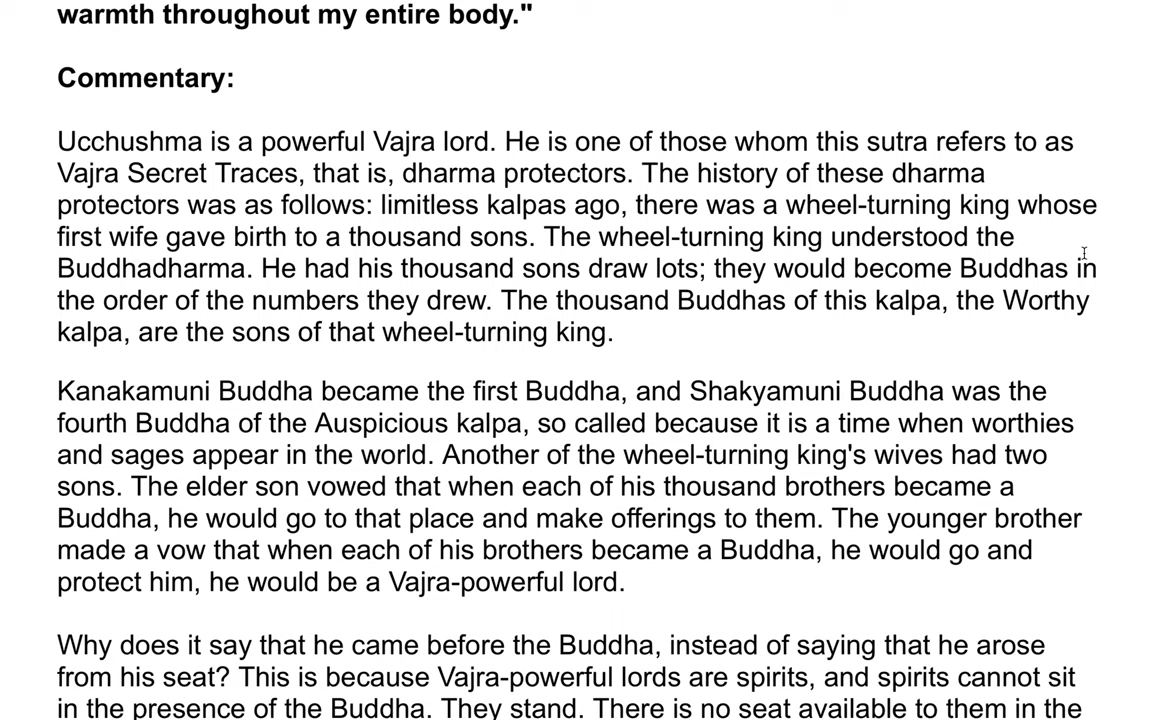 warmth throughout my entire body."
Commentary:
Ucchushma is a powerful Vajra lord. He is one of those whom this sutra refers to as
Vajra Secret Traces, that is, dharma protectors. The history of these dharma
protectors was as follows: limitless kalpas ago, there was a wheel-turning king whose
first wife gave birth to a thousand sons. The wheel-turning king understood the
Buddhadharma. He had his thousand sons draw lots; they would become Buddhas in
the order of the numbers they drew. The thousand Buddhas of this kalpa, the Worthy
kalpa, are the sons of that wheel-turning king.
Kanakamuni Buddha became the first Buddha, and Shakyamuni Buddha was the
fourth Buddha of the Auspicious kalpa, so called because it is a time when worthies
and sages appear in the world. Another of the wheel-turning king's wives had two
sons. The elder son vowed that when each of his thousand brothers became a
Buddha, he would go to that place and make offerings to them. The younger brother
made a vow that when each of his brothers became a Buddha, he would go and
protect him, he would be a Vajra-powerful lord.
Why does it say that he came before the Buddha, instead of saying that he arose
from his seat? This is because Vajra-powerful lords are spirits, and spirits cannot sit
in the presence of the Buddha. They stand. There is no seat available to them in the